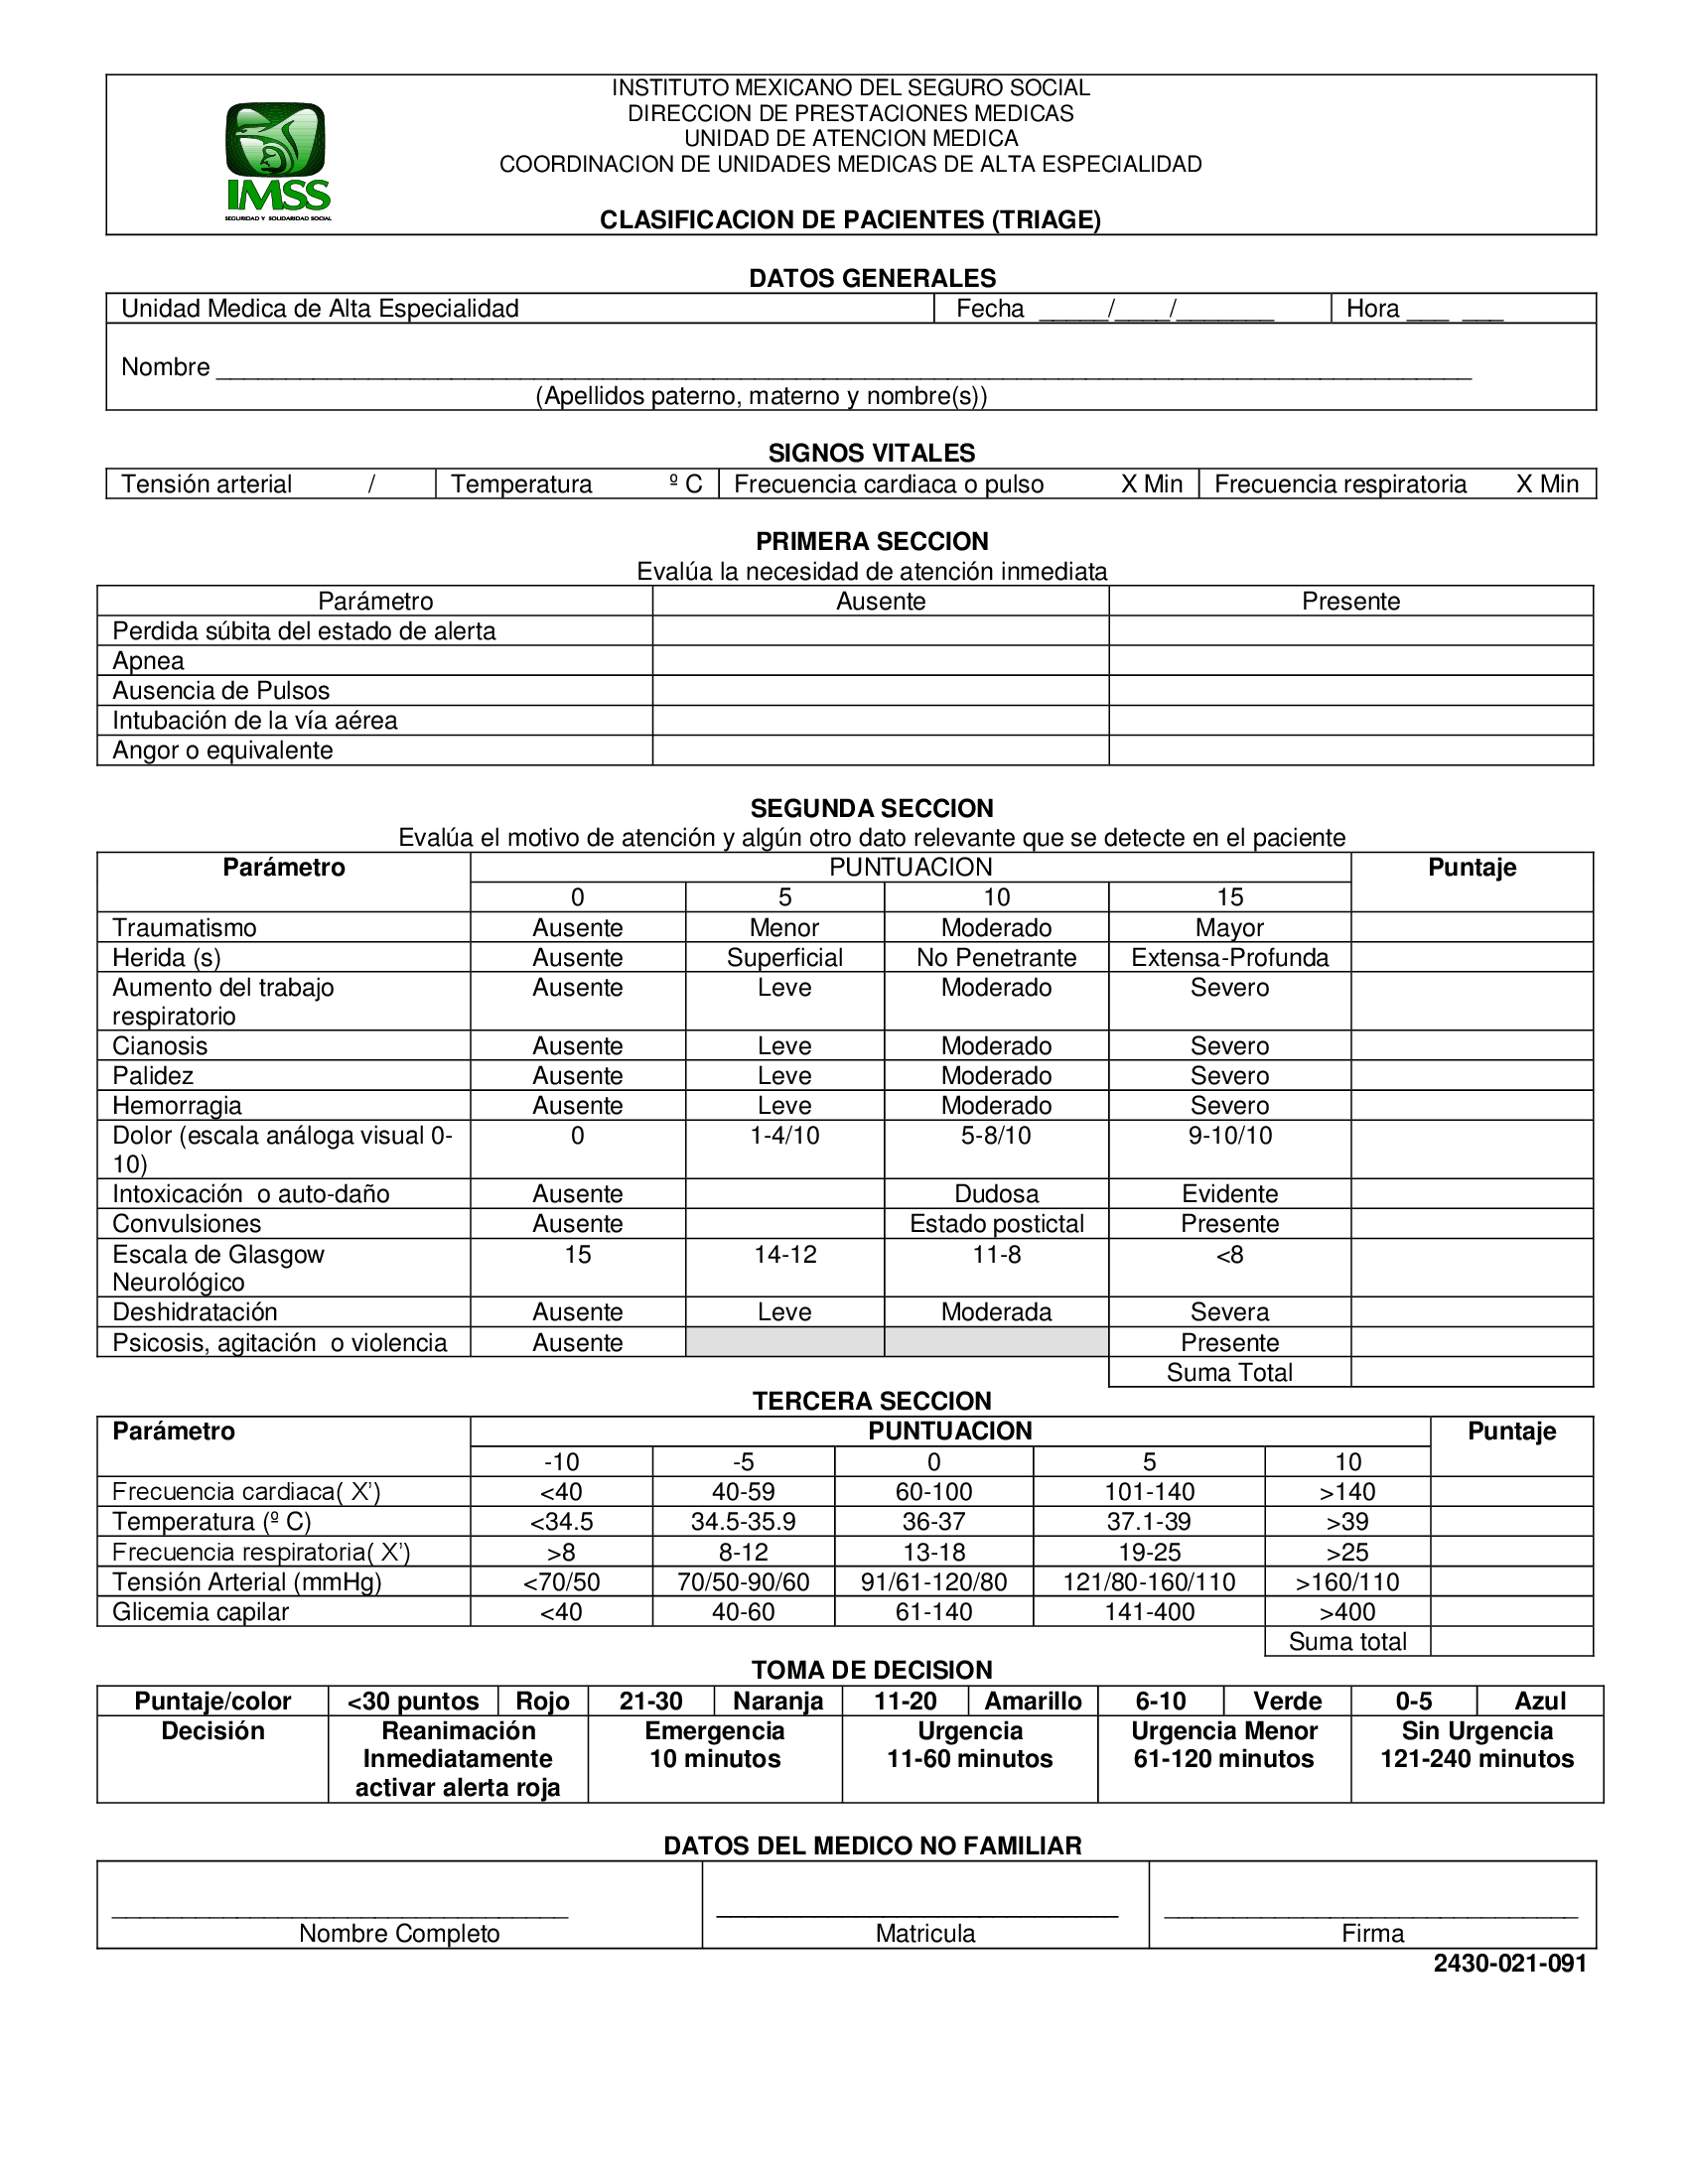 INSTITUTO MEXICANO DEL SEGURO SOCIAL
DIRECCION DE PRESTACIONES MEDICAS
UNIDAD DE ATENCION MEDICA
COORDINACION DE UNIDADES MEDICAS DE ALTA ESPECIALIDAD
IMSS
SEGURIDAD Y SOLIDARIDAD SOCIAL
CLASIFICACION DE PACIENTES (TRIAGE)
DATOS GENERALES
Unidad Medica de Alta Especialidad Fecha _____/____/_______ Hora ___ ___
Nombre ______________________________
(Apellidos paterno, materno y nombre(s))
SIGNOS VITALES
Tensión arterial / Temperatura º C Frecuencia cardiaca o pulso X Min Frecuencia respiratoria X Min
PRIMERA SECCION
Evalúa la necesidad de atención inmediata
Parámetro Ausente Presente
Perdida súbita del estado de alerta
Apnea
Ausencia de Pulsos
Intubación de la vía aérea
Angor o equivalente
SEGUNDA SECCION
Evalúa el motivo de atención y algún otro dato relevante que se detecte en el paciente
Parámetro PUNTUACION Puntaje
0 5 10 15
Traumatismo Ausente Menor Moderado Mayor
Herida (s) Ausente Superficial No Penetrante Extensa-Profunda
Aumento del trabajo Ausente Leve Moderado Severo
respiratorio
Cianosis Ausente Leve Moderado Severo
Palidez Ausente Leve Moderado Severo
Hemorragia Ausente Leve Moderado Severo
Dolor (escala análoga visual 0- 0 1-4/10 5-8/10 9-10/10
10)
Intoxicación o auto-daño Ausente Dudosa Evidente
Convulsiones Ausente Estado postictal Presente
Escala de Glasgow 15 14-12 11-8 <8
Neurológico
Deshidratación Ausente Leve Moderada Severa
Psicosis, agitación o violencia Ausente Presente
Suma Total
TERCERA SECCION
Parámetro PUNTUACION Puntaje
-10 -5 0 5 10
Frecuencia cardiaca( X’) <40 40-59 60-100 101-140 >140
Temperatura (º C) <34.5 34.5-35.9 36-37 37.1-39 >39
Frecuencia respiratoria( X’) >8 8-12 13-18 19-25 >25
Tensión Arterial (mmHg) <70/50 70/50-90/60 91/61-120/80 121/80-160/110 >160/110
Glicemia capilar <40 40-60 61-140 141-400 >400
Suma total
TOMA DE DECISION
Puntaje/color <30 puntos Rojo 21-30 Naranja 11-20 Amarillo 6-10 Verde 0-5 Azul
Decisión Reanimación Emergencia Urgencia Urgencia Menor Sin Urgencia
Inmediatamente 10 minutos 11-60 minutos 61-120 minutos 121-240 minutos
activar alerta roja
DATOS DEL MEDICO NO FAMILIAR
Nombre Completo Matricula Firma
2430-021-091